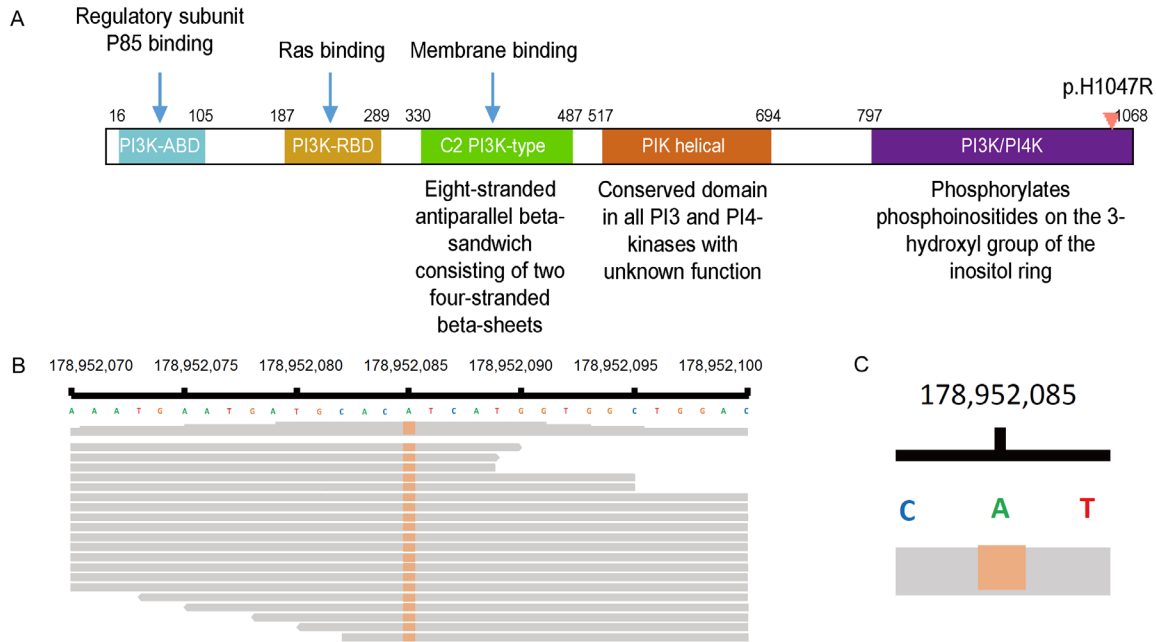 A
Regulatory subunit
P85 binding
Ras binding
Membrane binding
p.H1047R
16 105 187 289 330 487 517 694 797 1068
PI3K-ABD PI3K-RBD C2 PI3K-type PIK helical PI3K/PI4K
Eight-stranded
antiparallel beta-
sandwich
consisting of two
four-stranded
beta-sheets
Conserved domain
in all PI3 and PI4-
kinases with
unknown function
Phosphorylates
phosphoinositides on the 3-
hydroxyl group of the
inositol ring
B
178,952,070 178,952,075 178,952,080 178,952,085 178,952,090 178,952,095 178,952,100
A A A T G A A T G A T G C A C A T C A T G G T G G C T G G A C
C
178,952,085
C A T